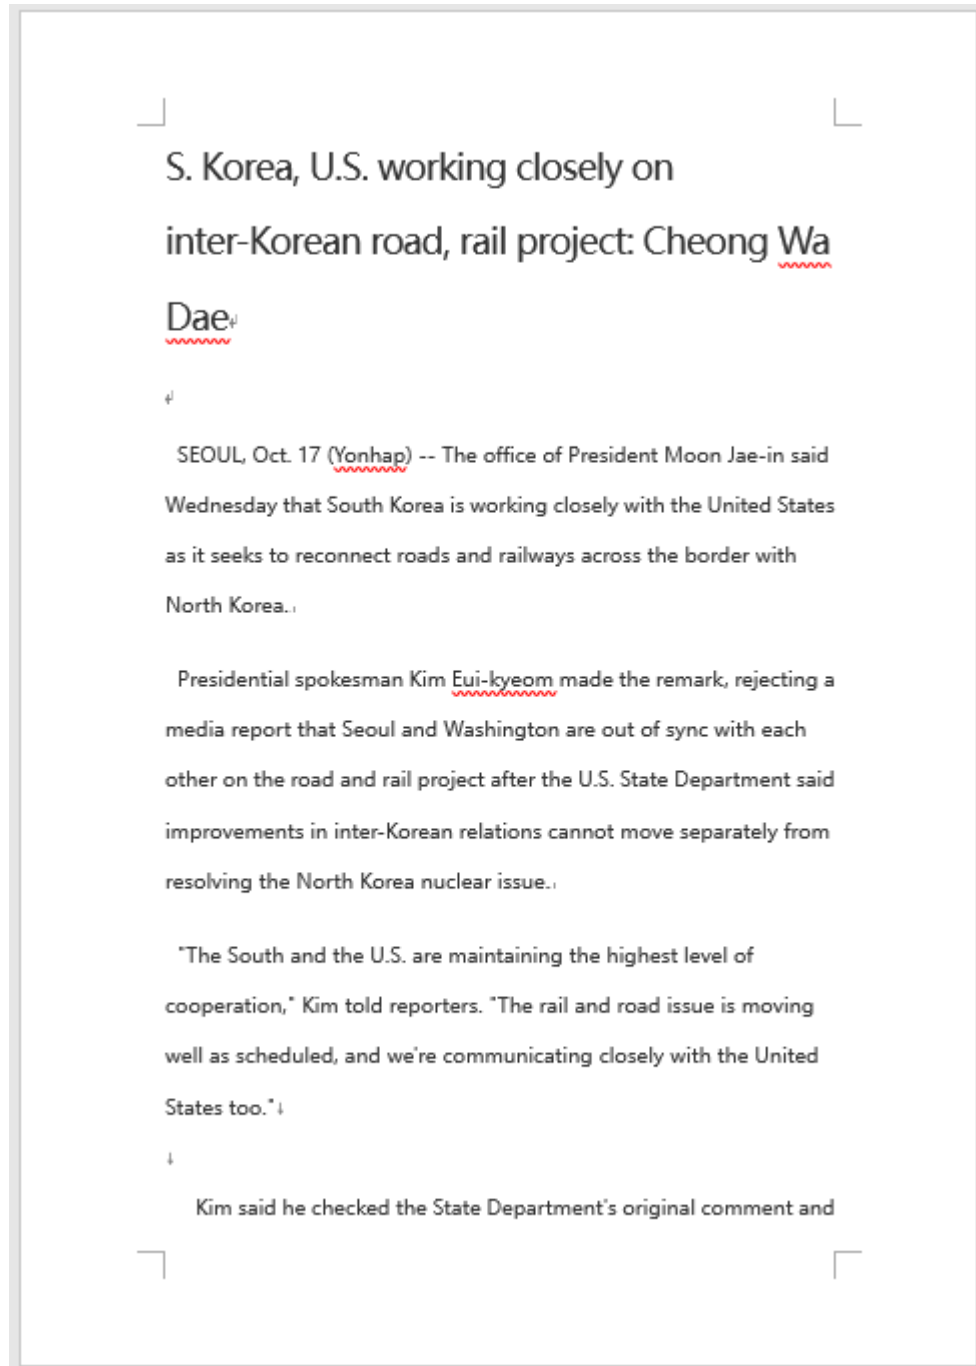 S. Korea, U.S. working closely on
inter-Korean road, rail project: Cheong Wa
Dae
SEOUL, Oct. 17 (Yonhap) -- The office of President Moon Jae-in said
Wednesday that South Korea is working closely with the United States
as it seeks to reconnect roads and railways across the border with
North Korea.
Presidential spokesman Kim Eui-kyeom made the remark, rejecting a
media report that Seoul and Washington are out of sync with each
other on the road and rail project after the U.S. State Department said
improvements in inter-Korean relations cannot move separately from
resolving the North Korea nuclear issue.
"The South and the U.S. are maintaining the highest level of
cooperation," Kim told reporters. "The rail and road issue is moving
well as scheduled, and we're communicating closely with the United
States too."
Kim said he checked the State Department's original comment and